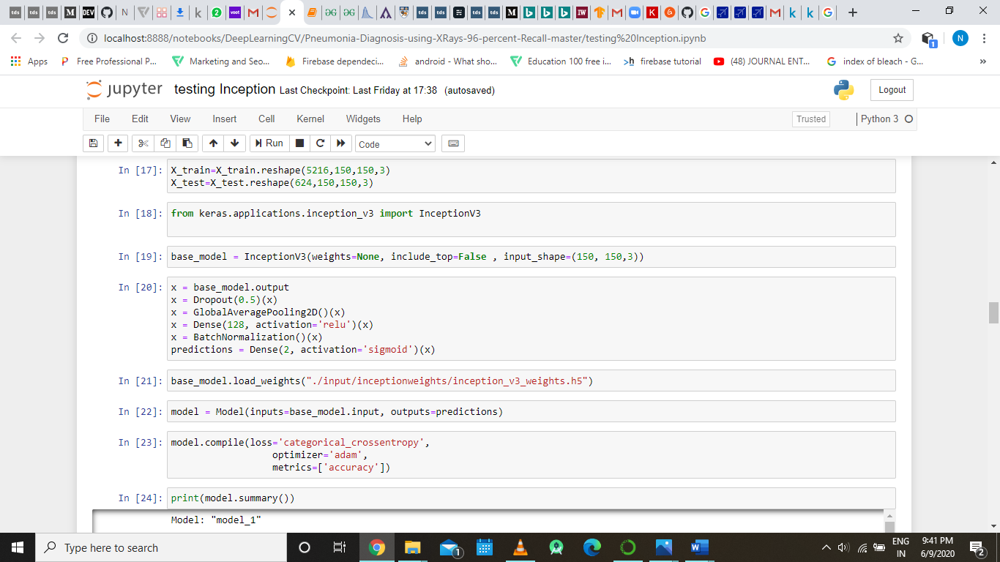 localhost:8888/notebooks/DeepLearningCV/Pneumonia-Diagnosis-using-XRays-96-percent-Recall-master/testing%20Inception.ipynb
N
Apps
Free Professional P...
Marketing and Seo...
Firebase dependeci...
android - What sho...
Education 100 free i...
firebase tutorial
(48) JOURNAL ENT...
index of bleach - G...
»
jupyter testing Inception Last Checkpoint: Last Friday at 17:38 (autosaved)
Logout
File Edit View Insert Cell Kernel Widgets Help
Trusted
Python 3
Run
Code
In [17]: X_train=X_train.reshape(5216,150,150,3)
X_test=X_test.reshape(624,150,150,3)
In [18]: from keras.applications.inception_v3 import InceptionV3
In [19]: base_model = InceptionV3(weights=None, include_top=False , input_shape=(150, 150,3))
In [20]: x = base_model.output
x = Dropout(0.5)(x)
x = GlobalAveragePooling2D()(x)
x = Dense(128, activation='relu')(x)
x = BatchNormalization()(x)
predictions = Dense(2, activation='sigmoid')(x)
In [21]: base_model.load_weights("./input/inceptionweights/inception_v3_weights.h5")
In [22]: model = Model(inputs=base_model.input, outputs=predictions)
In [23]: model.compile(loss='categorical_crossentropy',
optimizer='adam',
metrics=['accuracy'])
In [24]: print(model.summary())
Model: "model_1"
Type here to search
1
ENG
IN
9:41 PM
6/9/2020
2